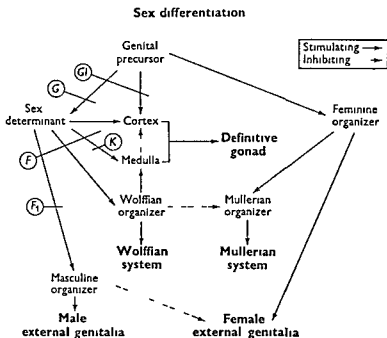 Sex differentiation
Genital
precursor
Stimulating
Inhibiting
GI
G
Sex
determinant
Cortex
Feminine
organizer
Definitive
gonad
F
K
Medulla
Wolffian
organizer
Mullerian
organizer
F₁
Wolffian
system
Mullerian
system
Masculine
organizer
Male
external genitalia
Female
external genitalia